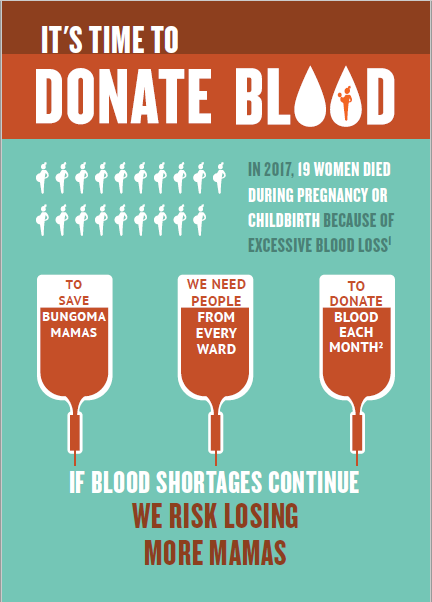 IT'S TIME TO
DONATE BLOOD
IN 2017, 19 WOMEN DIED
DURING PREGNANCY OR
CHILDBIRTH BECAUSE OF
EXCESSIVE BLOOD LOSS¹
TO
SAVE
BUNGOMA
MAMAS
WE NEED
PEOPLE
FROM
EVERY
WARD
TO
DONATE
BLOOD
EACH
MONTH²
IF BLOOD SHORTAGES CONTINUE
WE RISK LOSING
MORE MAMAS